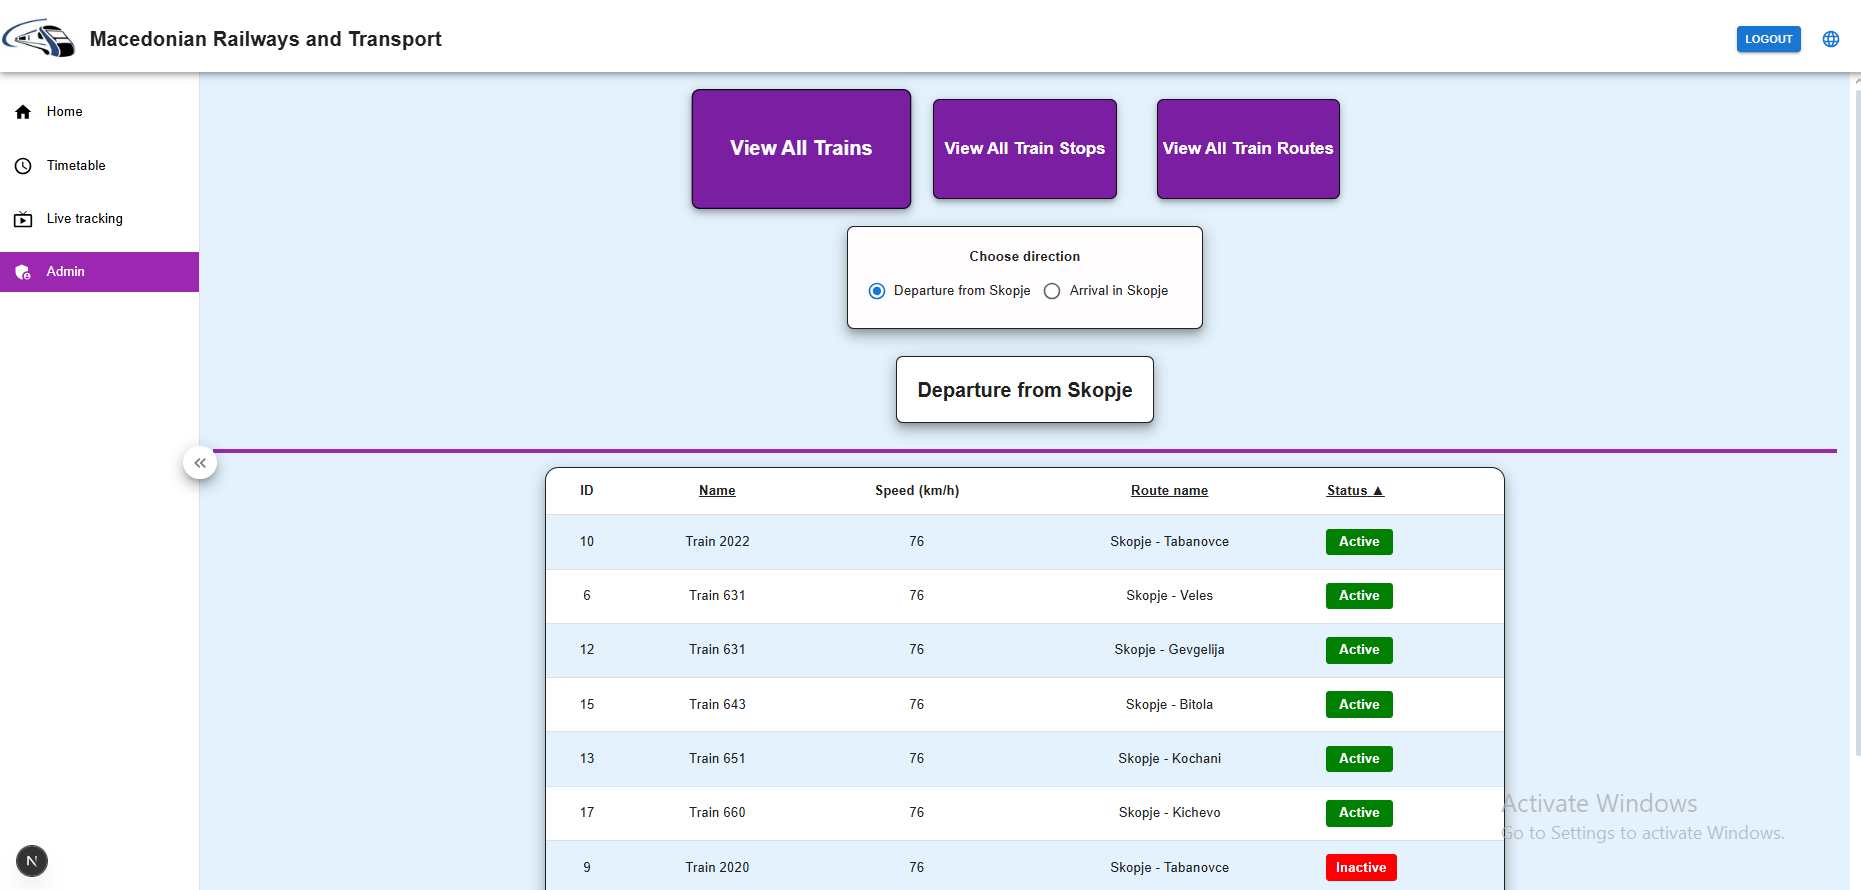 Macedonian Railways and Transport
LOGOUT
Home
Timetable
Live tracking
Admin
View All Trains
View All Train Stops
View All Train Routes
Choose direction
Departure from Skopje
Arrival in Skopje
Departure from Skopje
ID Name Speed (km/h) Route name Status ▲
10 Train 2022 76 Skopje - Tabanovce Active
6 Train 631 76 Skopje - Veles Active
12 Train 631 76 Skopje - Gevgelija Active
15 Train 643 76 Skopje - Bitola Active
13 Train 651 76 Skopje - Kochani Active
17 Train 660 76 Skopje - Kichevo Active
9 Train 2020 76 Skopje - Tabanovce Inactive
Activate Windows
Go to Settings to activate Windows.
N